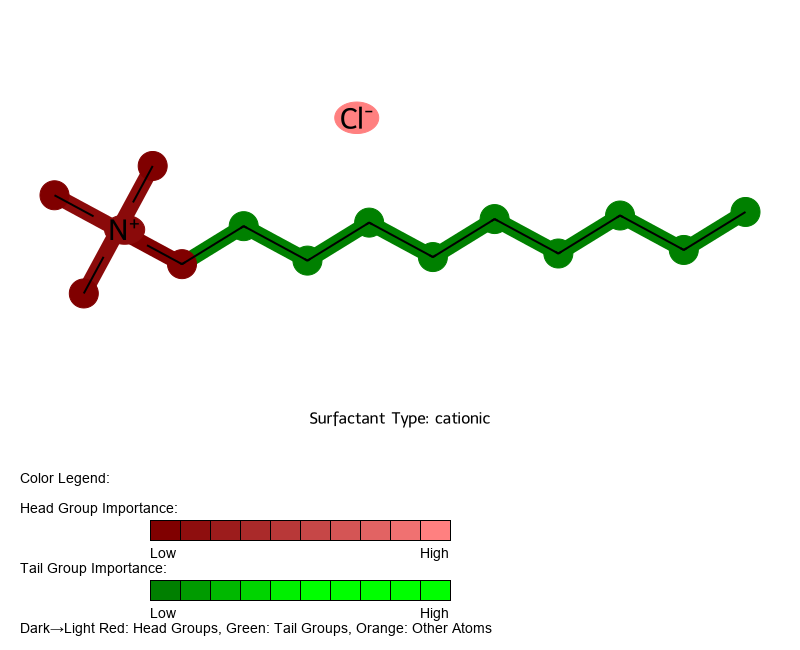 Cl⁻
N⁺
Surfactant Type: cationic
Color Legend:
Head Group Importance:
Low High
Tail Group Importance:
Low High
Dark→Light Red: Head Groups, Green: Tail Groups, Orange: Other Atoms